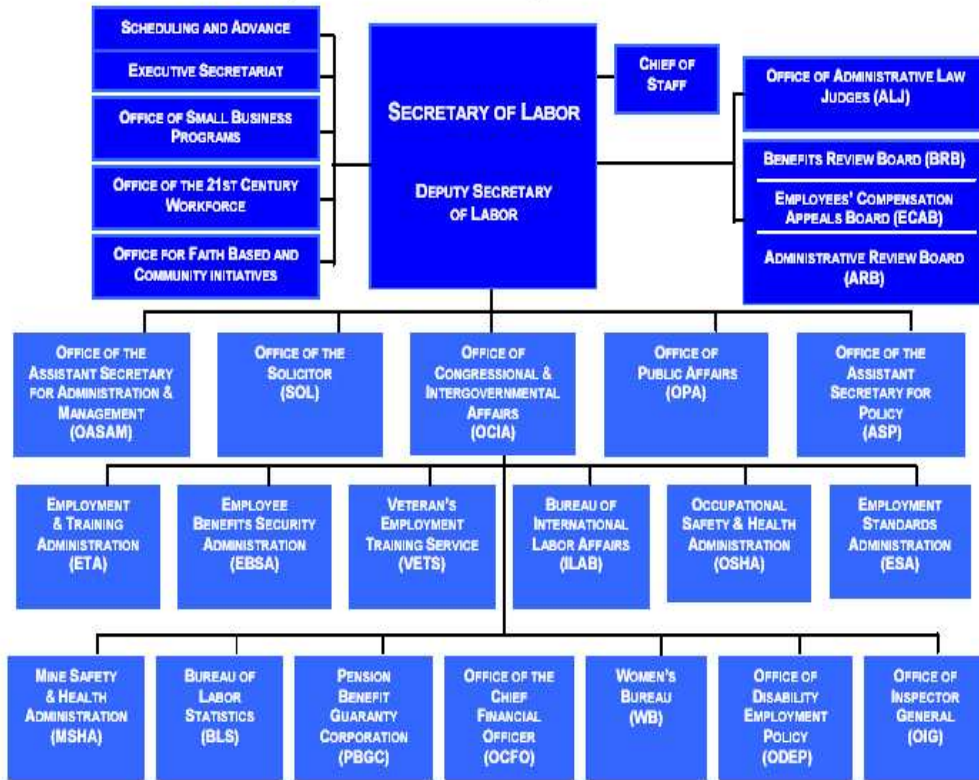 SCHEDULING AND ADVANCE
EXECUTIVE SECRETARIAT
OFFICE OF SMALL BUSINESS
PROGRAMS
OFFICE OF THE 21ST CENTURY
WORKFORCE
OFFICE FOR FAITH BASED AND
COMMUNITY INITIATIVES
SECRETARY OF LABOR
DEPUTY SECRETARY
OF LABOR
CHIEF OF
STAFF
OFFICE OF ADMINISTRATIVE LAW
JUDGES (ALJ)
BENEFITS REVIEW BOARD (BRB)
EMPLOYEES' COMPENSATION
APPEALS BOARD (ECAB)
ADMINISTRATIVE REVIEW BOARD
(ARB)
OFFICE OF THE
ASSISTANT SECRETARY
FOR ADMINISTRATION &
MANAGEMENT
(OASAM)
OFFICE OF THE
SOLICITOR
(SOL)
OFFICE OF
CONGRESSIONAL &
INTERGOVERNMENTAL
AFFAIRS
(OCIA)
OFFICE OF
PUBLIC AFFAIRS
(OPA)
OFFICE OF THE
ASSISTANT
SECRETARY FOR
POLICY
(ASP)
EMPLOYMENT
& TRAINING
ADMINISTRATION
(ETA)
EMPLOYEE
BENEFITS SECURITY
ADMINISTRATION
(EBSA)
VETERAN'S
EMPLOYMENT
TRAINING SERVICE
(VETS)
BUREAU OF
INTERNATIONAL
LABOR AFFAIRS
(ILAB)
OCCUPATIONAL
SAFETY & HEALTH
ADMINISTRATION
(OSHA)
EMPLOYMENT
STANDARDS
ADMINISTRATION
(ESA)
MINE SAFETY
& HEALTH
ADMINISTRATION
(MSHA)
BUREAU OF
LABOR
STATISTICS
(BLS)
PENSION
BENEFIT
GUARANTY
CORPORATION
(PBGC)
OFFICE OF THE
CHIEF
FINANCIAL
OFFICER
(OCFO)
WOMEN'S
BUREAU
(WB)
OFFICE OF
DISABILITY
EMPLOYMENT
POLICY
(ODEP)
OFFICE OF
INSPECTOR
GENERAL
(OIG)